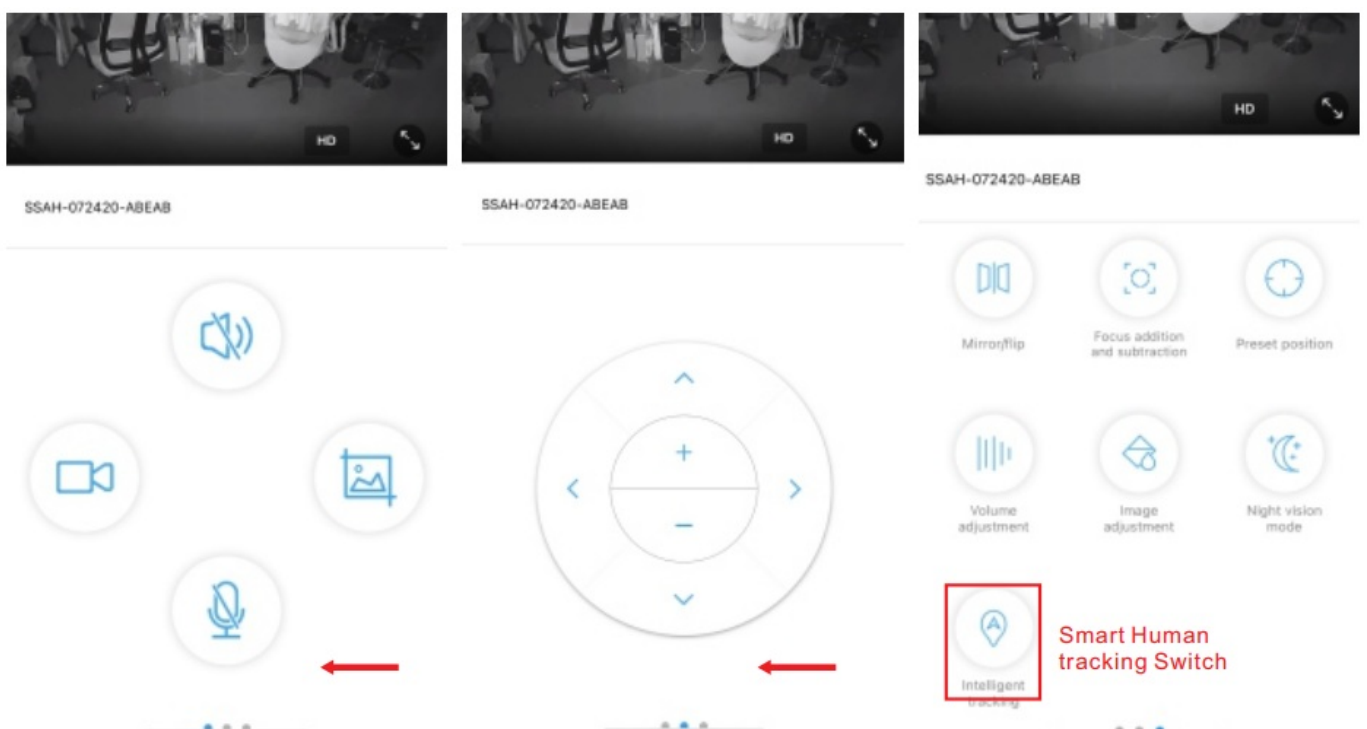 HD
SSAH-072420-ABEAB
HD
SSAH-072420-ABEAB
HD
SSAH-072420-ABEAB
Mirror/flip
Focus addition
and subtraction
Preset position
Volume
adjustment
Image
adjustment
Night vision
mode
Intelligent
tracking
Smart Human
tracking Switch